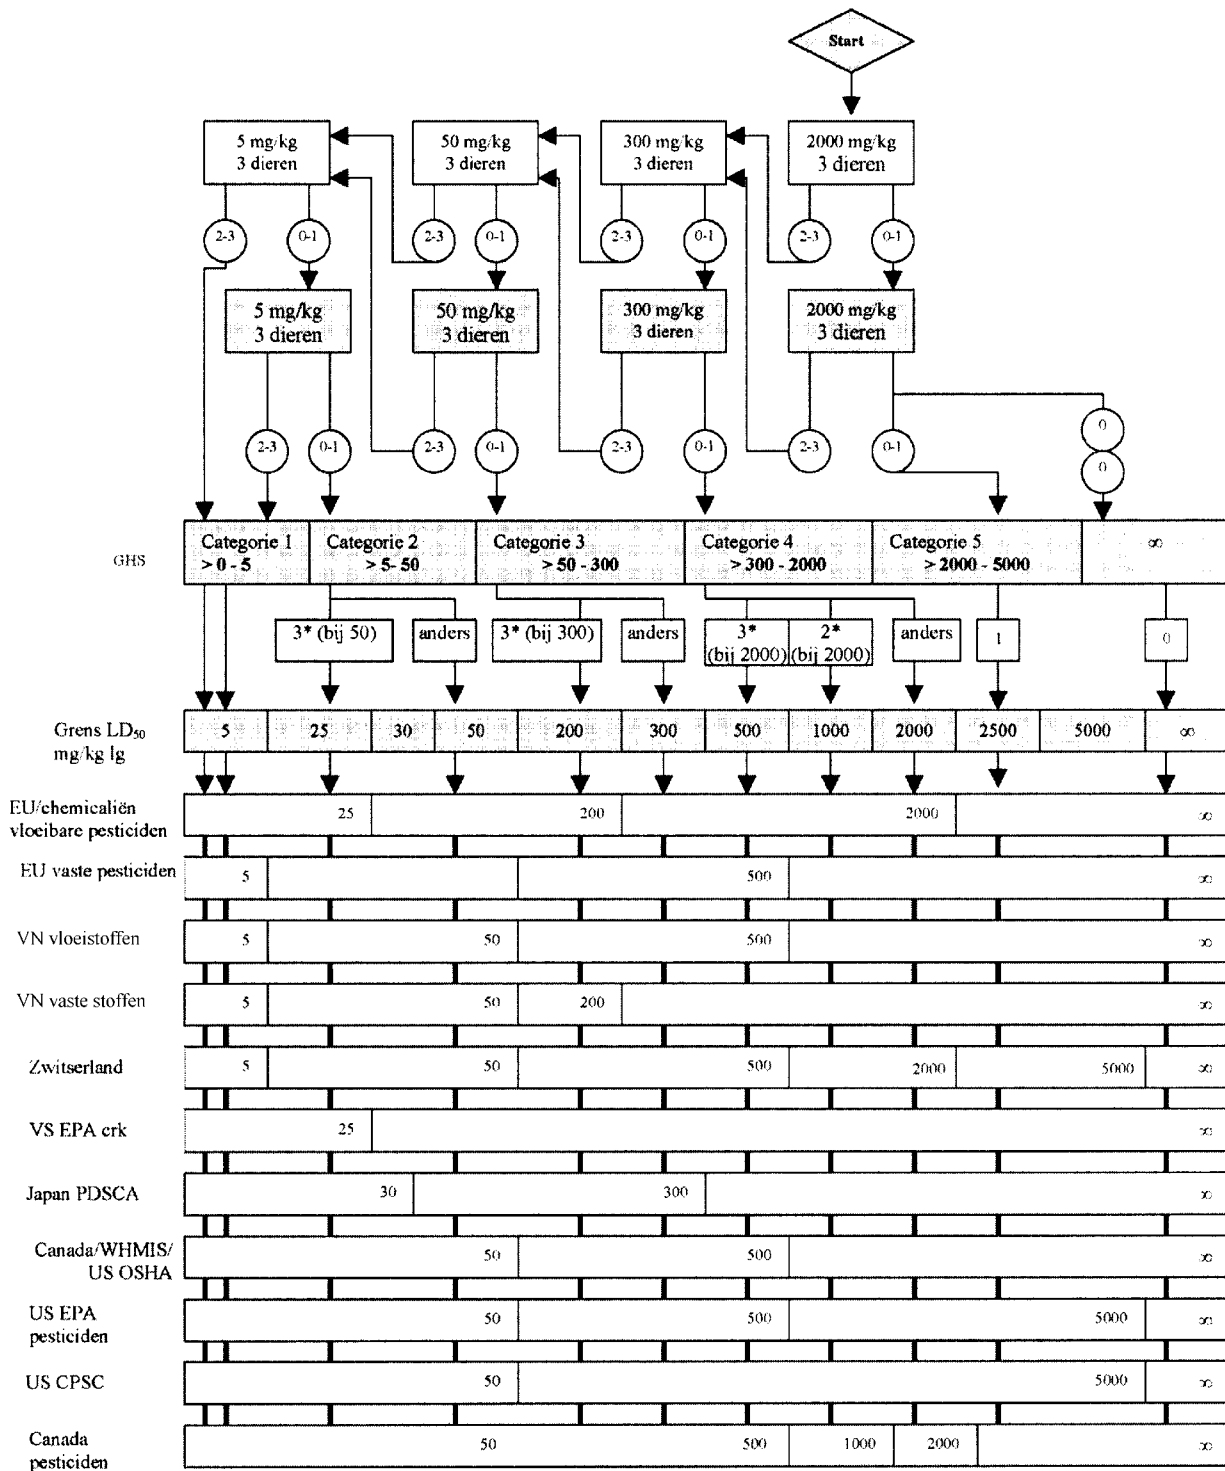 Start
5 mg/kg
3 dieren
50 mg/kg
3 dieren
300 mg/kg
3 dieren
2000 mg/kg
3 dieren
2-3
0-1
2-3
0-1
2-3
0-1
2-3
0-1
5 mg/kg
3 dieren
50 mg/kg
3 dieren
300 mg/kg
3 dieren
2000 mg/kg
3 dieren
2-3
0-1
2-3
0-1
2-3
0-1
2-3
0-1
0
0
GHS
Categorie 1
> 0 - 5
Categorie 2
> 5- 50
Categorie 3
> 50 - 300
Categorie 4
> 300 - 2000
Categorie 5
> 2000 - 5000
∞
3* (bij 50)
anders
3* (bij 300)
anders
3*
(bij 2000)
2*
(bij 2000)
anders
1
0
Grens LD₅₀
mg/kg lg
5 25 30 50 200 300 500 1000 2000 2500 5000 ∞
EU/chemicaliën
vloeibare pesticiden
25 200 2000 ∞
EU vaste pesticiden
5 500 ∞
VN vloeistoffen
5 50 500 ∞
VN vaste stoffen
5 50 200 ∞
Zwitserland
5 50 500 2000 5000 ∞
VS EPA crk
25 ∞
Japan PDSCA
30 300 ∞
Canada/WHMIS/
US OSHA
50 500 ∞
US EPA
pesticiden
50 500 5000 ∞
US CPSC
50 5000 ∞
Canada
pesticiden
50 500 1000 2000 ∞